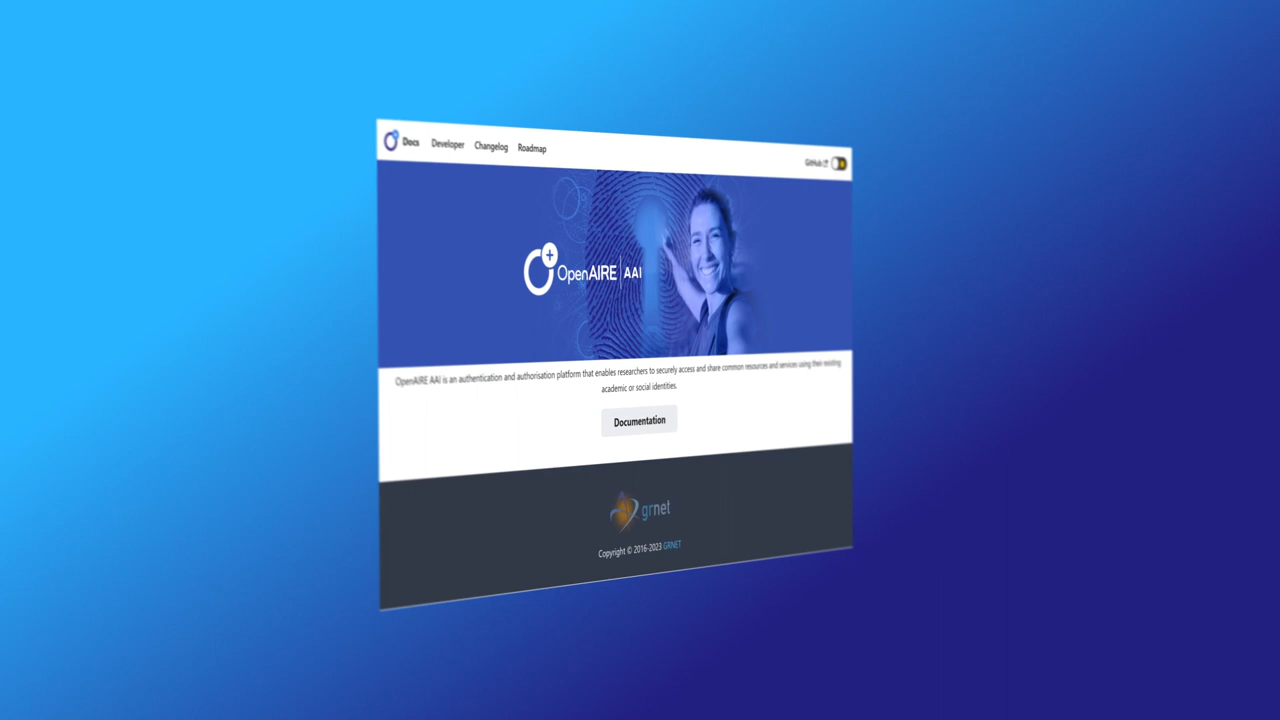 Docs Developer Changelog Roadmap GitHub
OpenAIRE | AAI
OpenAIRE AAI is an authentication and authorisation platform that enables researchers to securely access and share common resources and services using their existing
academic or social identities.
Documentation
grnet
Copyright © 2016-2023 GRNET